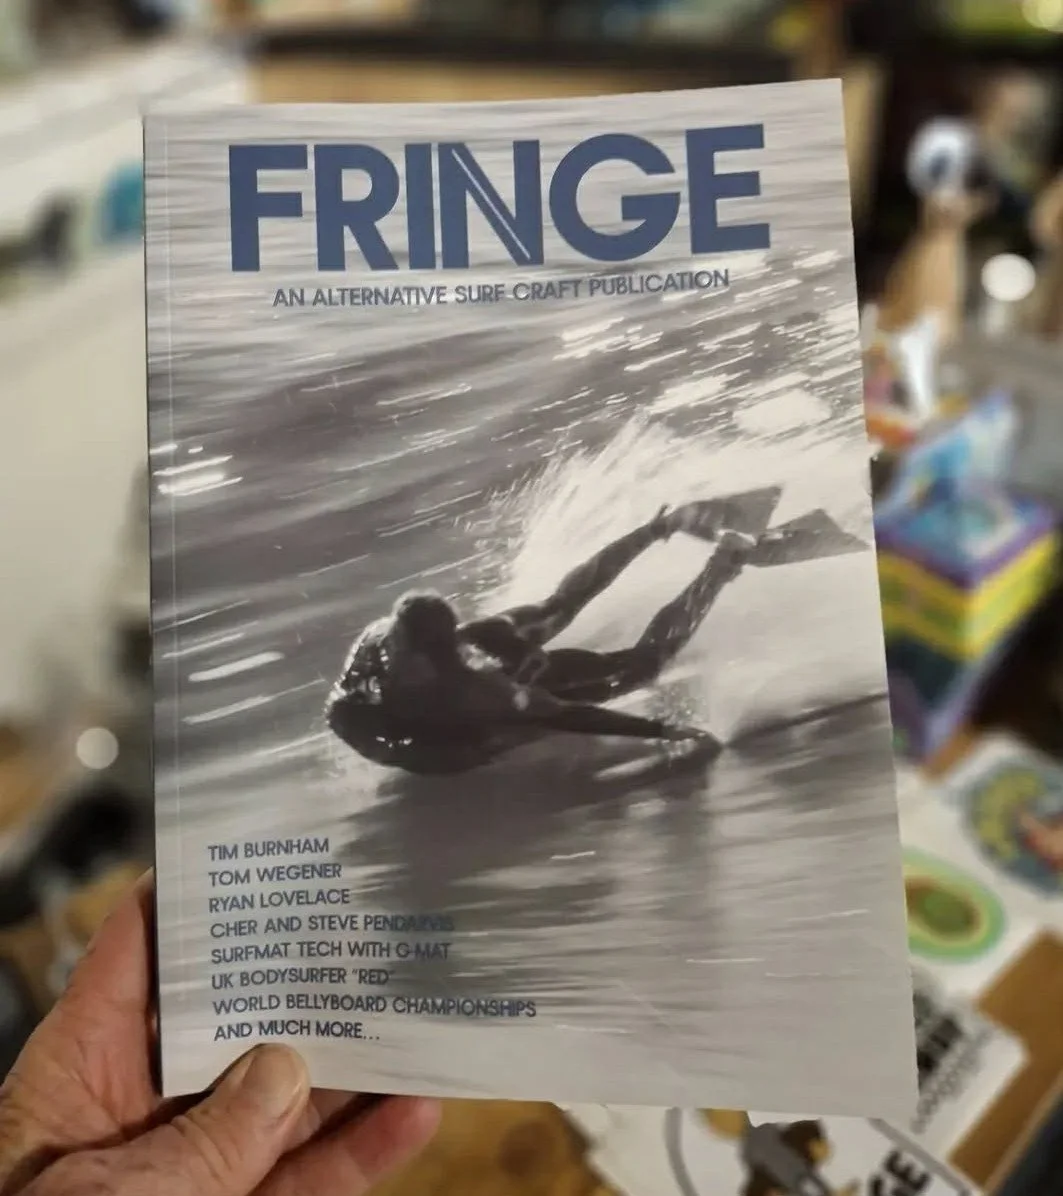 FRINGE
AN ALTERNATIVE SURF CRAFT PUBLICATION
TIM BURNHAM
TOM WEGENER
RYAN LOVELACE
CHER AND STEVE PENDARVIS
SURFMAT TECH WITH G-MAT
UK BODYSURFER "RED"
WORLD BELLYBOARD CHAMPIONSHIPS
AND MUCH MORE...